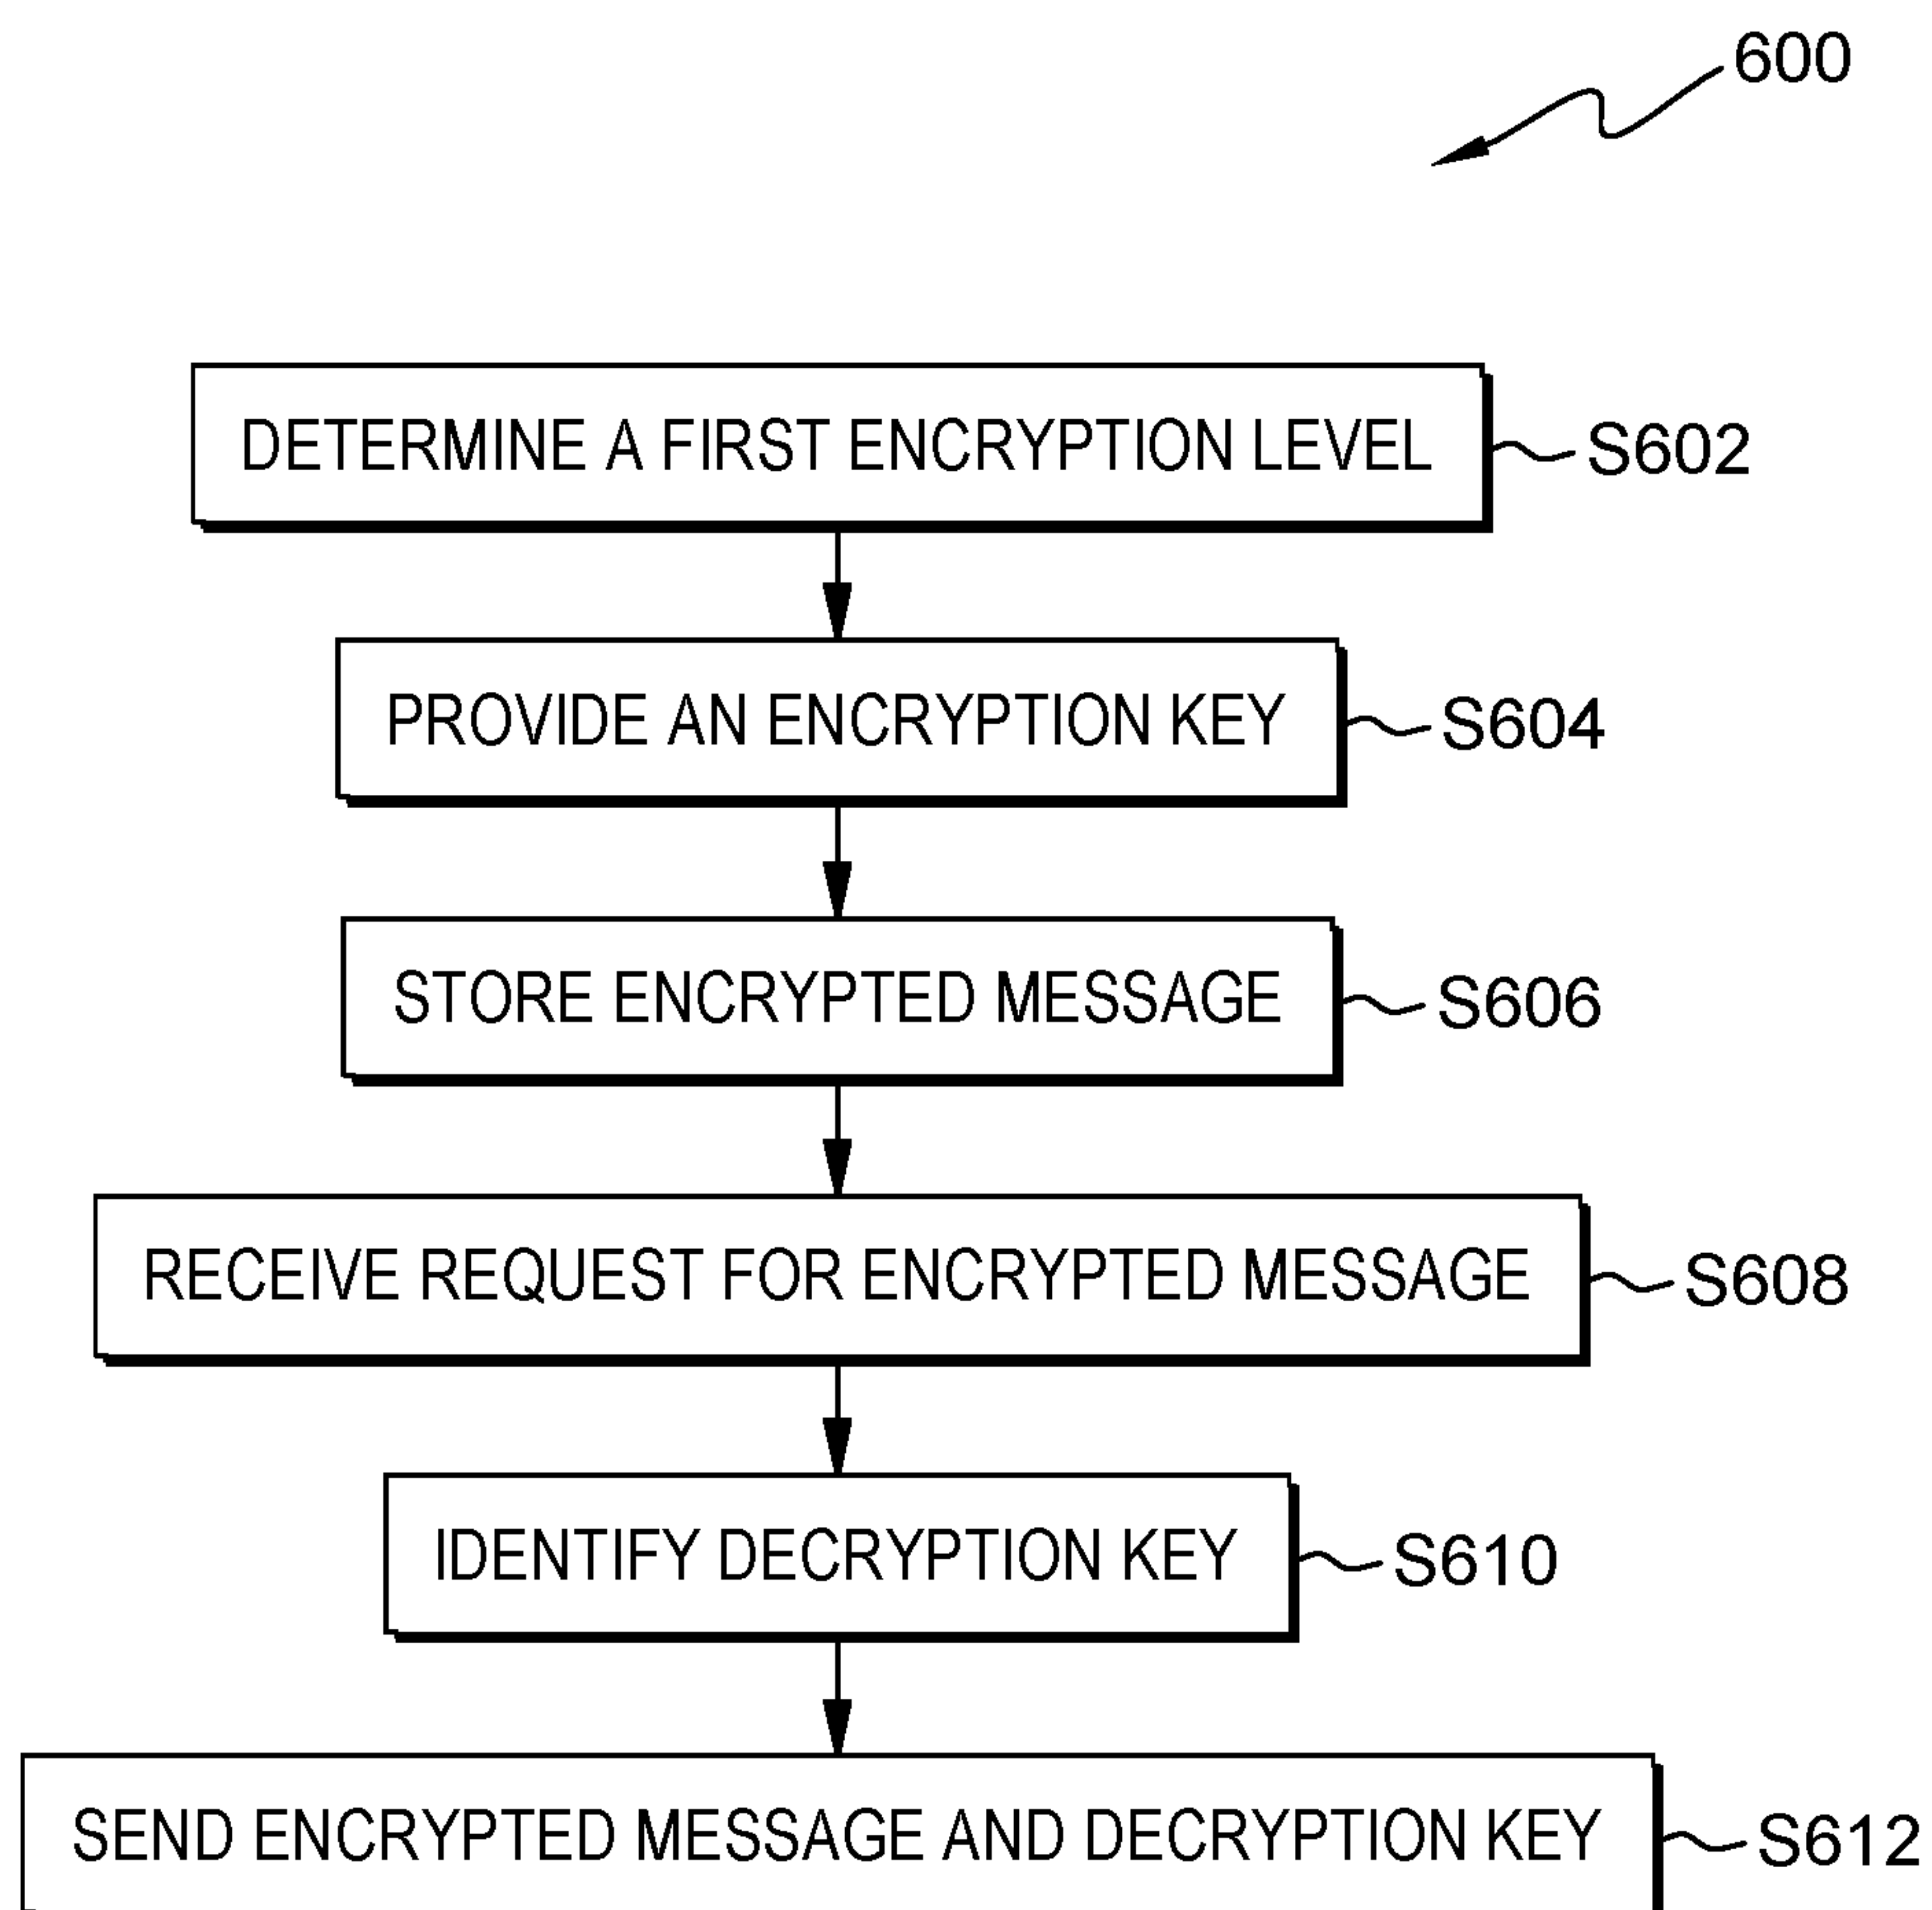 600
DETERMINE A FIRST ENCRYPTION LEVEL S602
PROVIDE AN ENCRYPTION KEY S604
STORE ENCRYPTED MESSAGE S606
RECEIVE REQUEST FOR ENCRYPTED MESSAGE S608
IDENTIFY DECRYPTION KEY S610
SEND ENCRYPTED MESSAGE AND DECRYPTION KEY S612